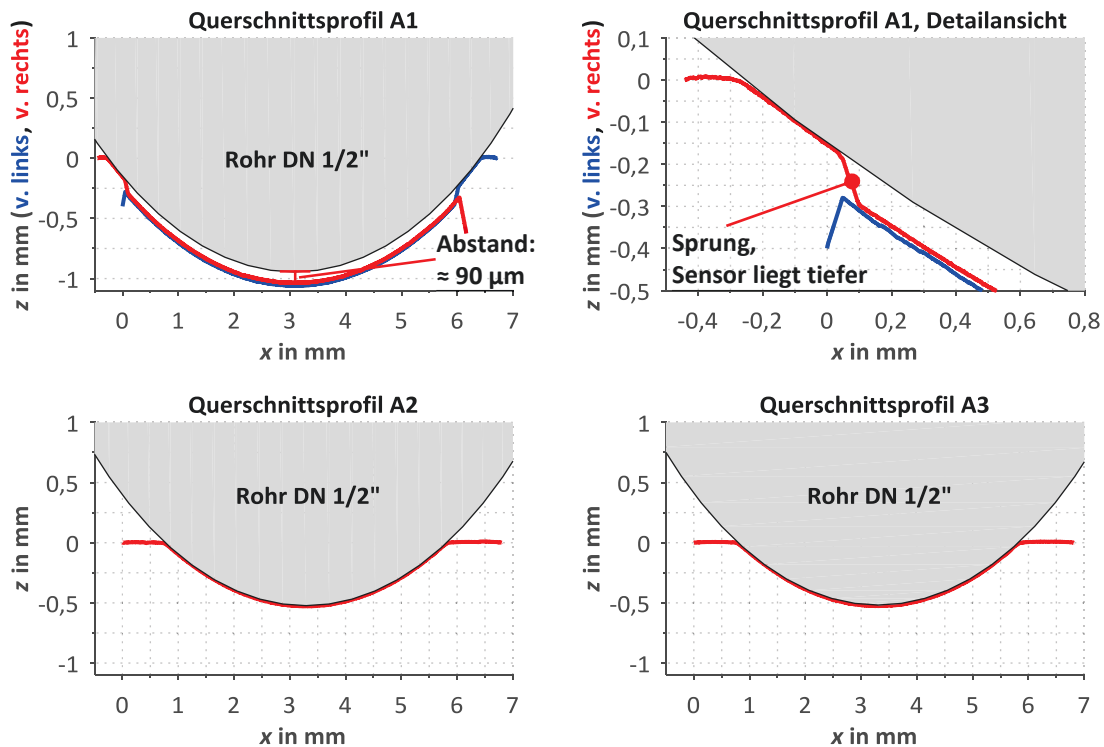 Querschnittsprofil A1
z in mm (v. links, v. rechts)
1
0,5
0
-0,5
-1
Rohr DN 1/2"
Abstand:
≈ 90 µm
0 1 2 3 4 5 6 7
x in mm
Querschnittsprofil A1, Detailansicht
z in mm (v. links, v. rechts)
0,1
0
-0,1
-0,2
-0,3
-0,4
-0,5
Sprung,
Sensor liegt tiefer
-0,4 -0,2 0 0,2 0,4 0,6 0,8
x in mm
Querschnittsprofil A2
z in mm
1
0,5
0
-0,5
-1
Rohr DN 1/2"
0 1 2 3 4 5 6 7
x in mm
Querschnittsprofil A3
z in mm
1
0,5
0
-0,5
-1
Rohr DN 1/2"
0 1 2 3 4 5 6 7
x in mm